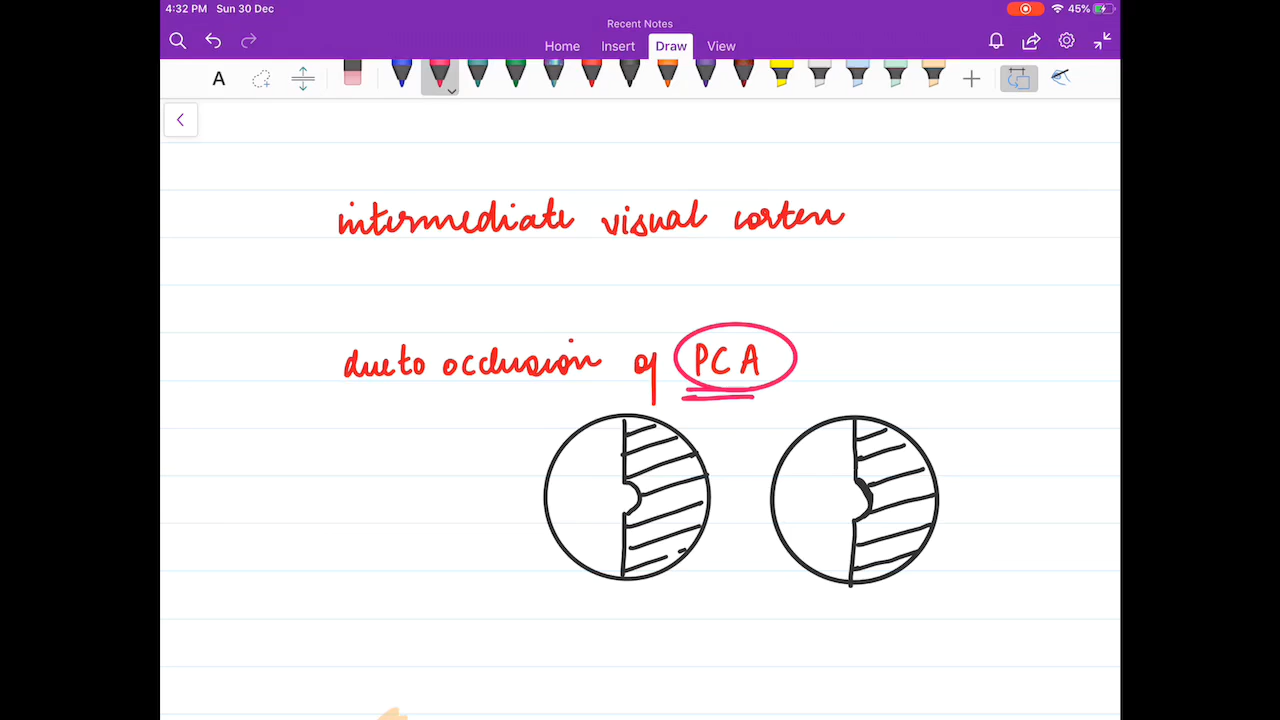 4:32 PM Sun 30 Dec
45%
Recent Notes
Home Insert Draw View
A
intermediate visual cortex
due to occlusion of PCA